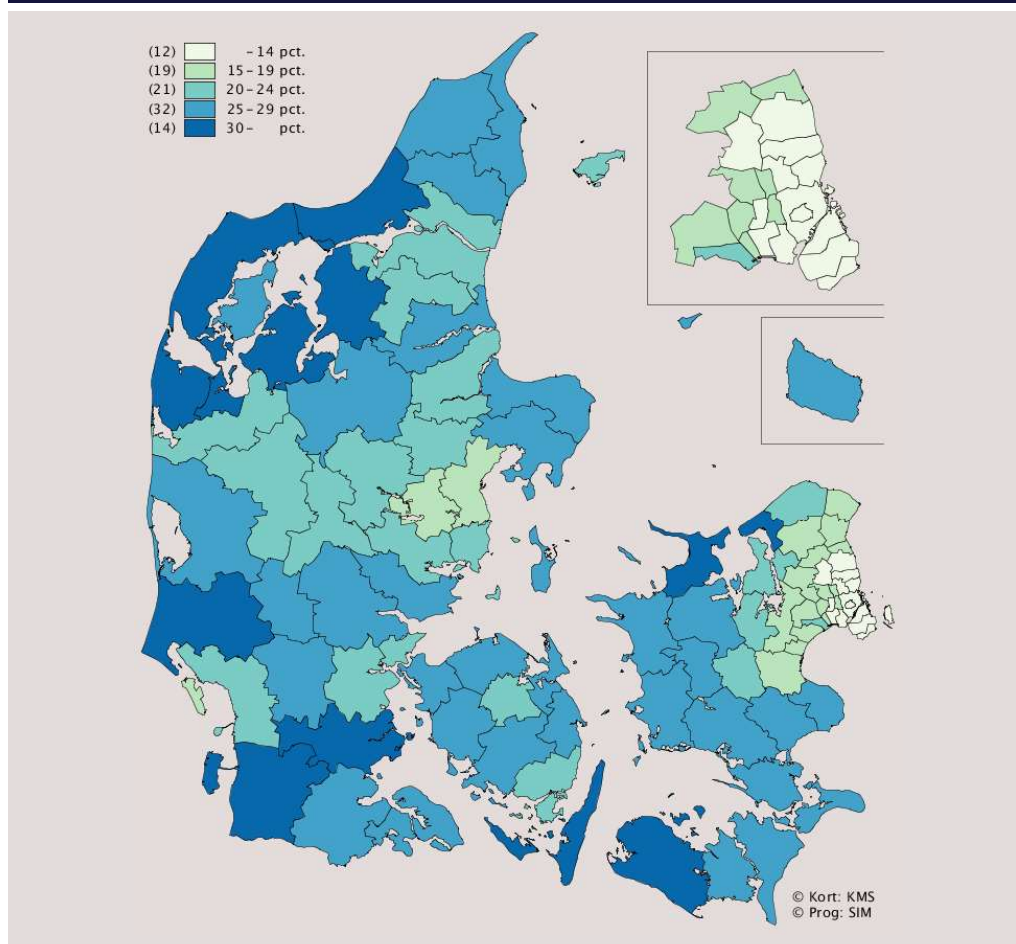 (12) -14 pct.
(19) 15-19 pct.
(21) 20-24 pct.
(32) 25-29 pct.
(14) 30- pct.
© Kort: KMS
© Prog: SIM